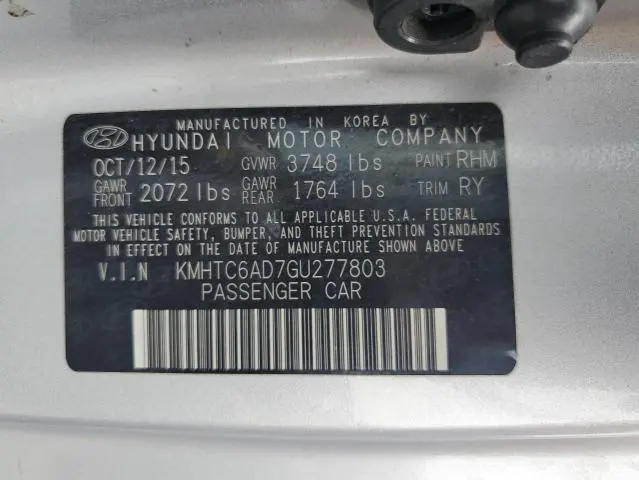 MANUFACTURED IN KOREA BY
HYUNDAI MOTOR COMPANY
OCT/12/15 GVWR 3748 lbs PAINT RHM
GAWR FRONT 2072 lbs GAWR REAR 1764 lbs TRIM RY
THIS VEHICLE CONFORMS TO ALL APPLICABLE U.S.A. FEDERAL
MOTOR VEHICLE SAFETY, BUMPER, AND THEFT PREVENTION STANDARDS
IN EFFECT ON THE DATE OF MANUFACTURE SHOWN ABOVE
V.I.N KMHTC6AD7GU277803
PASSENGER CAR